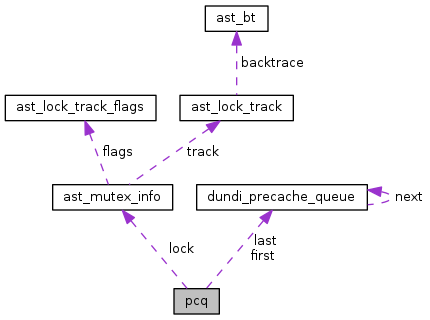 ast_bt
backtrace
ast_lock_track_flags
ast_lock_track
flags
track
ast_mutex_info
dundi_precache_queue
next
lock
last
first
pcq